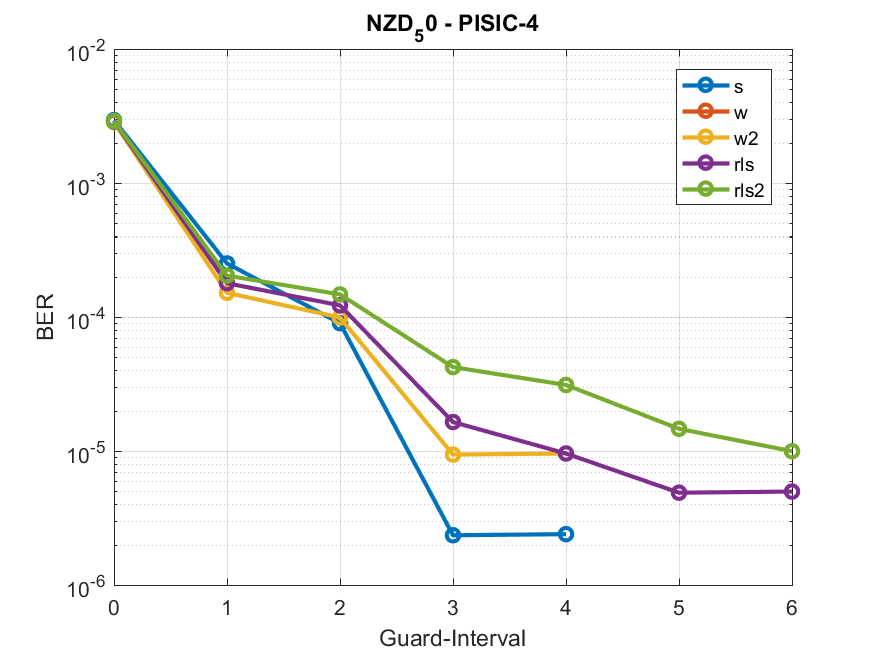 NZD₅0 - PISIC-4
10⁻²
10⁻³
10⁻⁴
10⁻⁵
10⁻⁶
BER
s
w
w2
rls
rls2
0 1 2 3 4 5 6
Guard-Interval